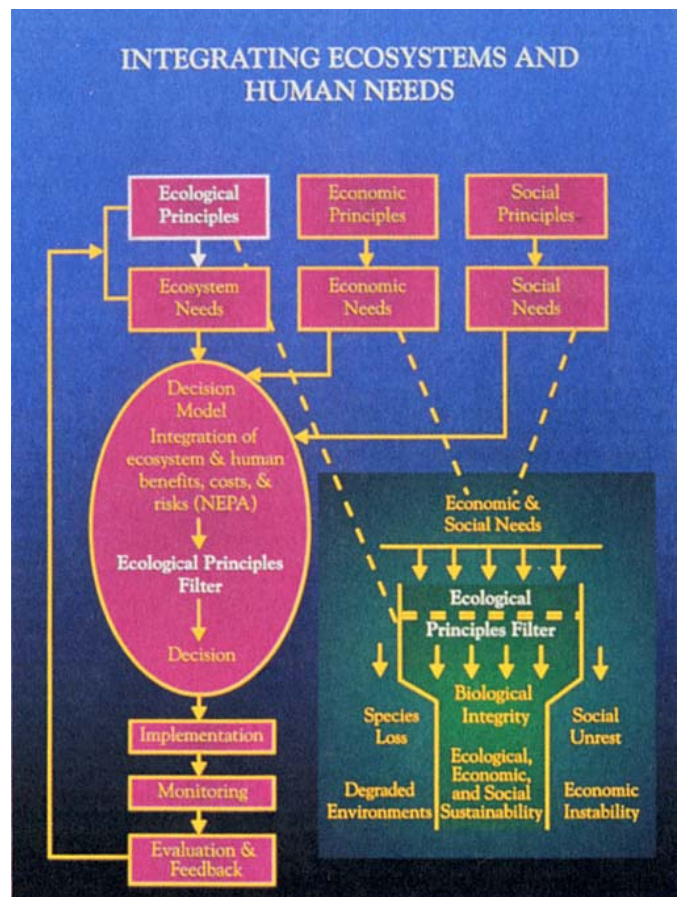 INTEGRATING ECOSYSTEMS AND
HUMAN NEEDS
Ecological
Principles
Economic
Principles
Social
Principles
Ecosystem
Needs
Economic
Needs
Social
Needs
Decision
Model
Integration of
ecosystem & human
benefits, costs, &
risks (NEPA)
Ecological Principles
Filter
Decision
Implementation
Monitoring
Evaluation &
Feedback
Economic &
Social Needs
Ecological
Principles Filter
Species
Loss
Biological
Integrity
Social
Unrest
Degraded
Environments
Ecological,
Economic,
and Social
Sustainability
Economic
Instability